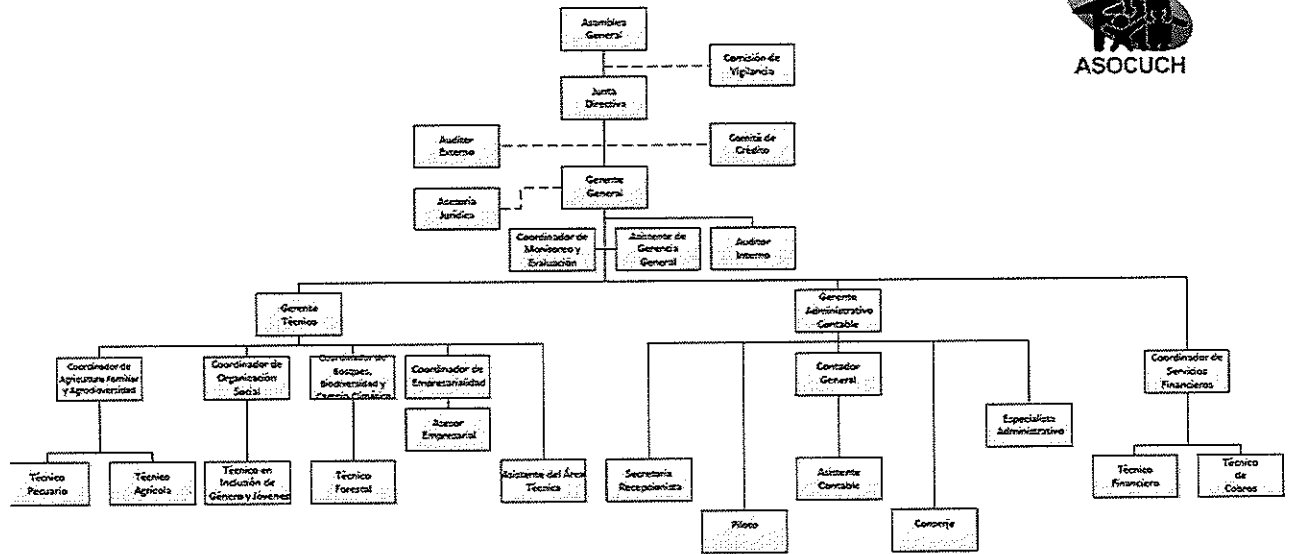 Asamblea
General
ASOCUCH
Comisión de
Vigilancia
Junta
Directiva
Auditor
Externo
Comité de
Crédito
Gerente
General
Asesoría
Jurídica
Coordinador de
Monitoreo y
Evaluación
Asistente de
Gerencia
General
Auditor
Interno
Gerente
Técnico
Gerente
Administrativo
Contable
Coordinador de
Agricultura Familiar
y Agrodiversidad
Coordinador de
Organización
Social
Coordinador de
Bosques,
Biodiversidad y
Cambio Climático
Coordinador de
Empresarialidad
Contador
General
Coordinador de
Servicios
Financieros
Asesor
Empresarial
Especialista
Administrativo
Técnico
Pecuario
Técnico
Agrícola
Técnico en
Inclusión de
Género y Jóvenes
Técnico
Forestal
Asistente del Área
Técnica
Secretaria
Recepcionista
Asistente
Contable
Técnico
Financiero
Técnico
de
Cobros
Piloto
Conserje